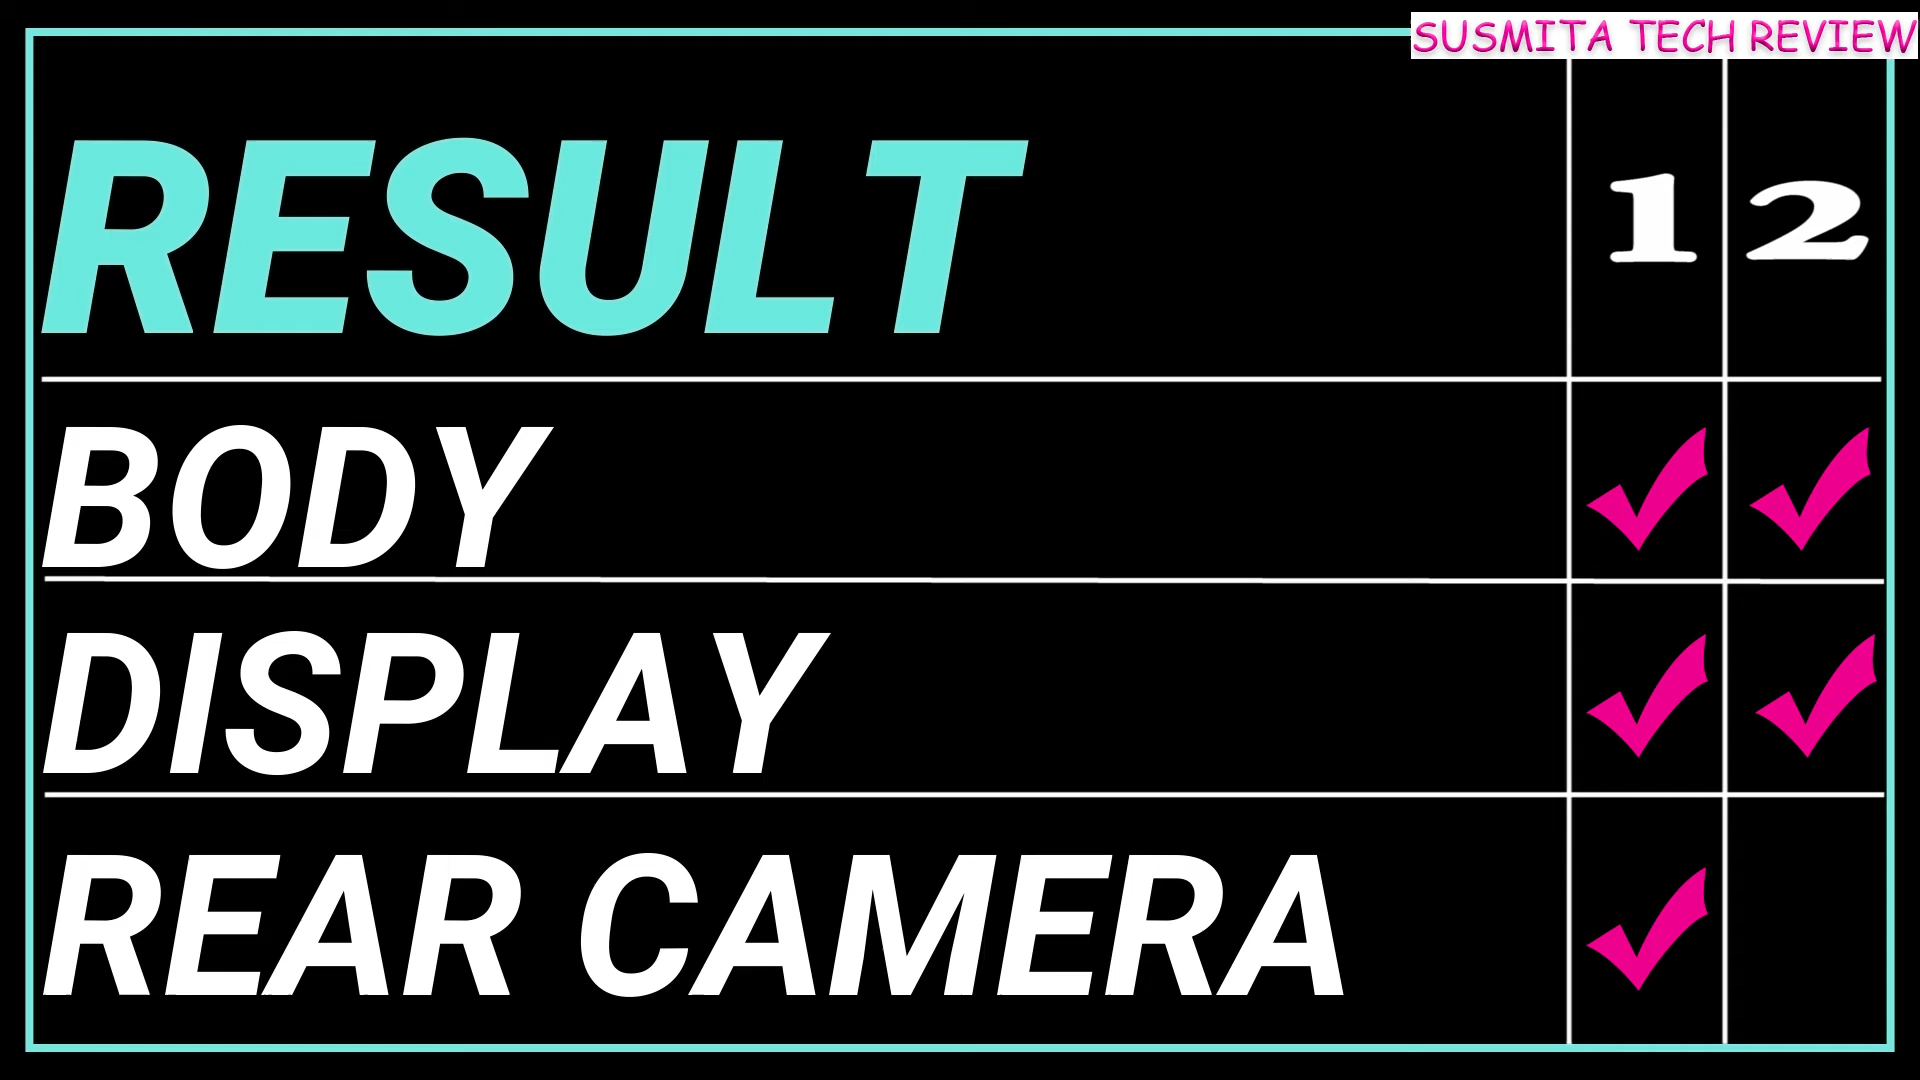 SUSMITA TECH REVIEW
RESULT 1 2
BODY ✓ ✓
DISPLAY ✓ ✓
REAR CAMERA ✓